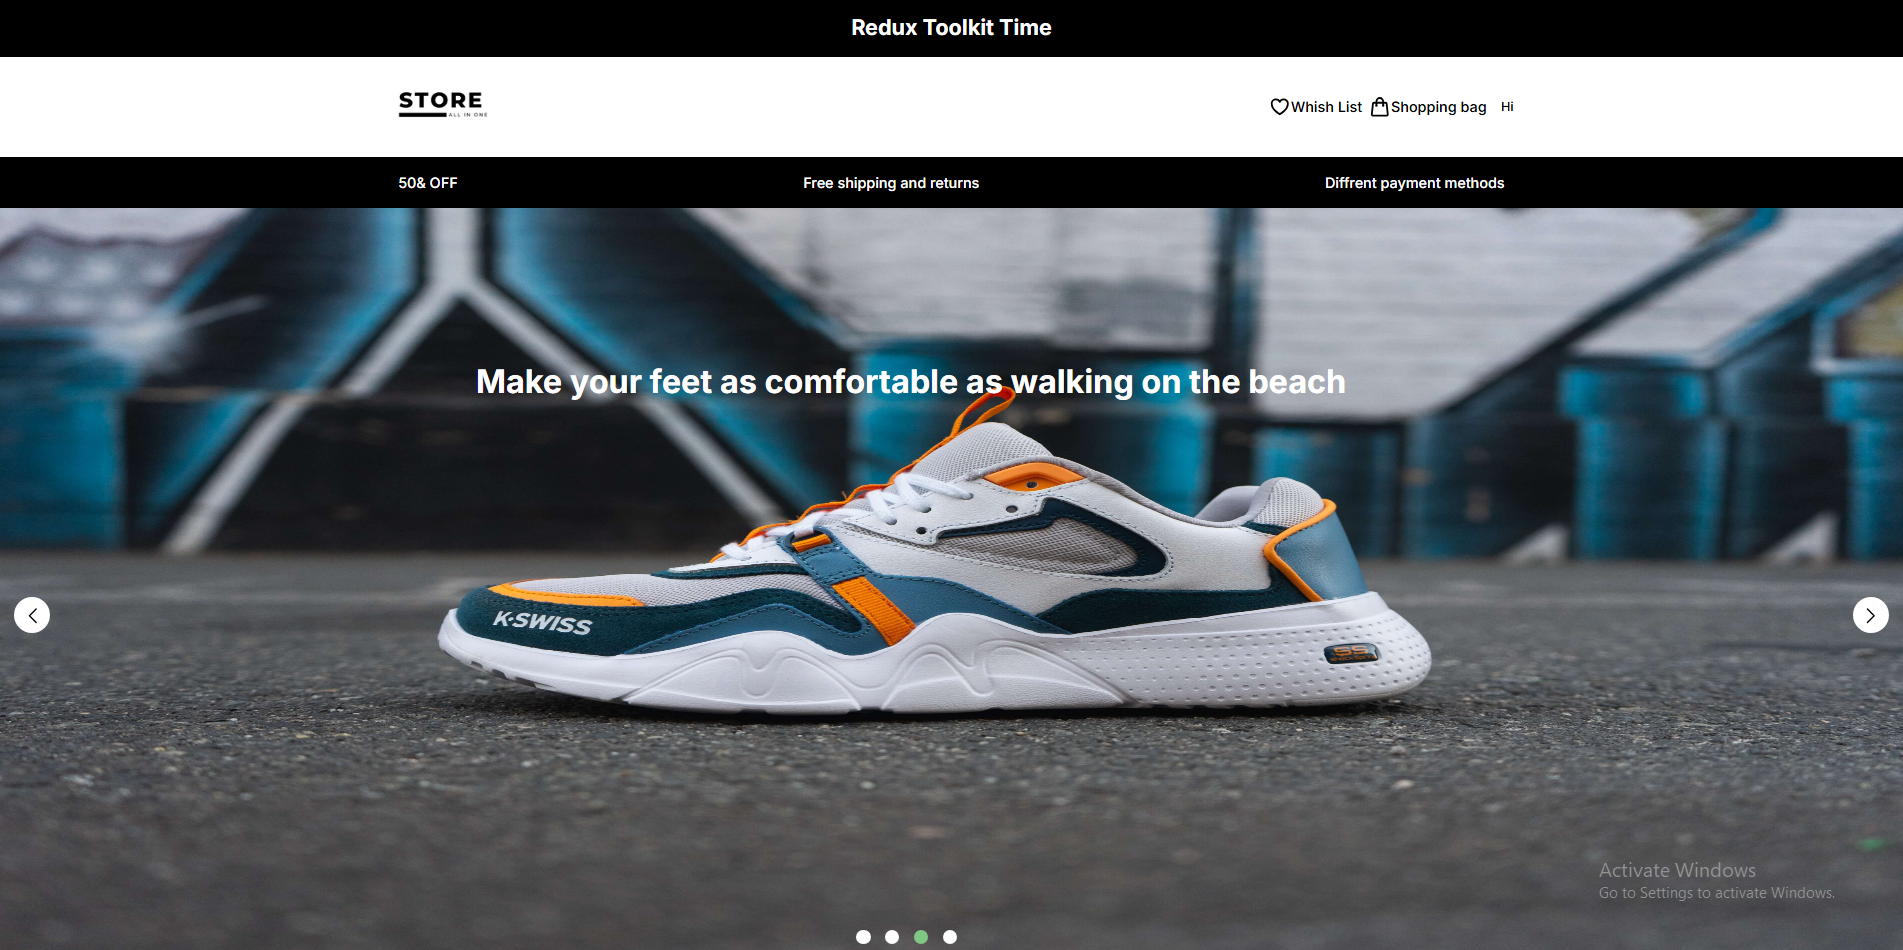 Redux Toolkit Time
STORE
ALL IN ONE
Whish List
Shopping bag
Hi
50& OFF
Free shipping and returns
Diffrent payment methods
Make your feet as comfortable as walking on the beach
K·SWISS
SS
Activate Windows
Go to Settings to activate Windows.